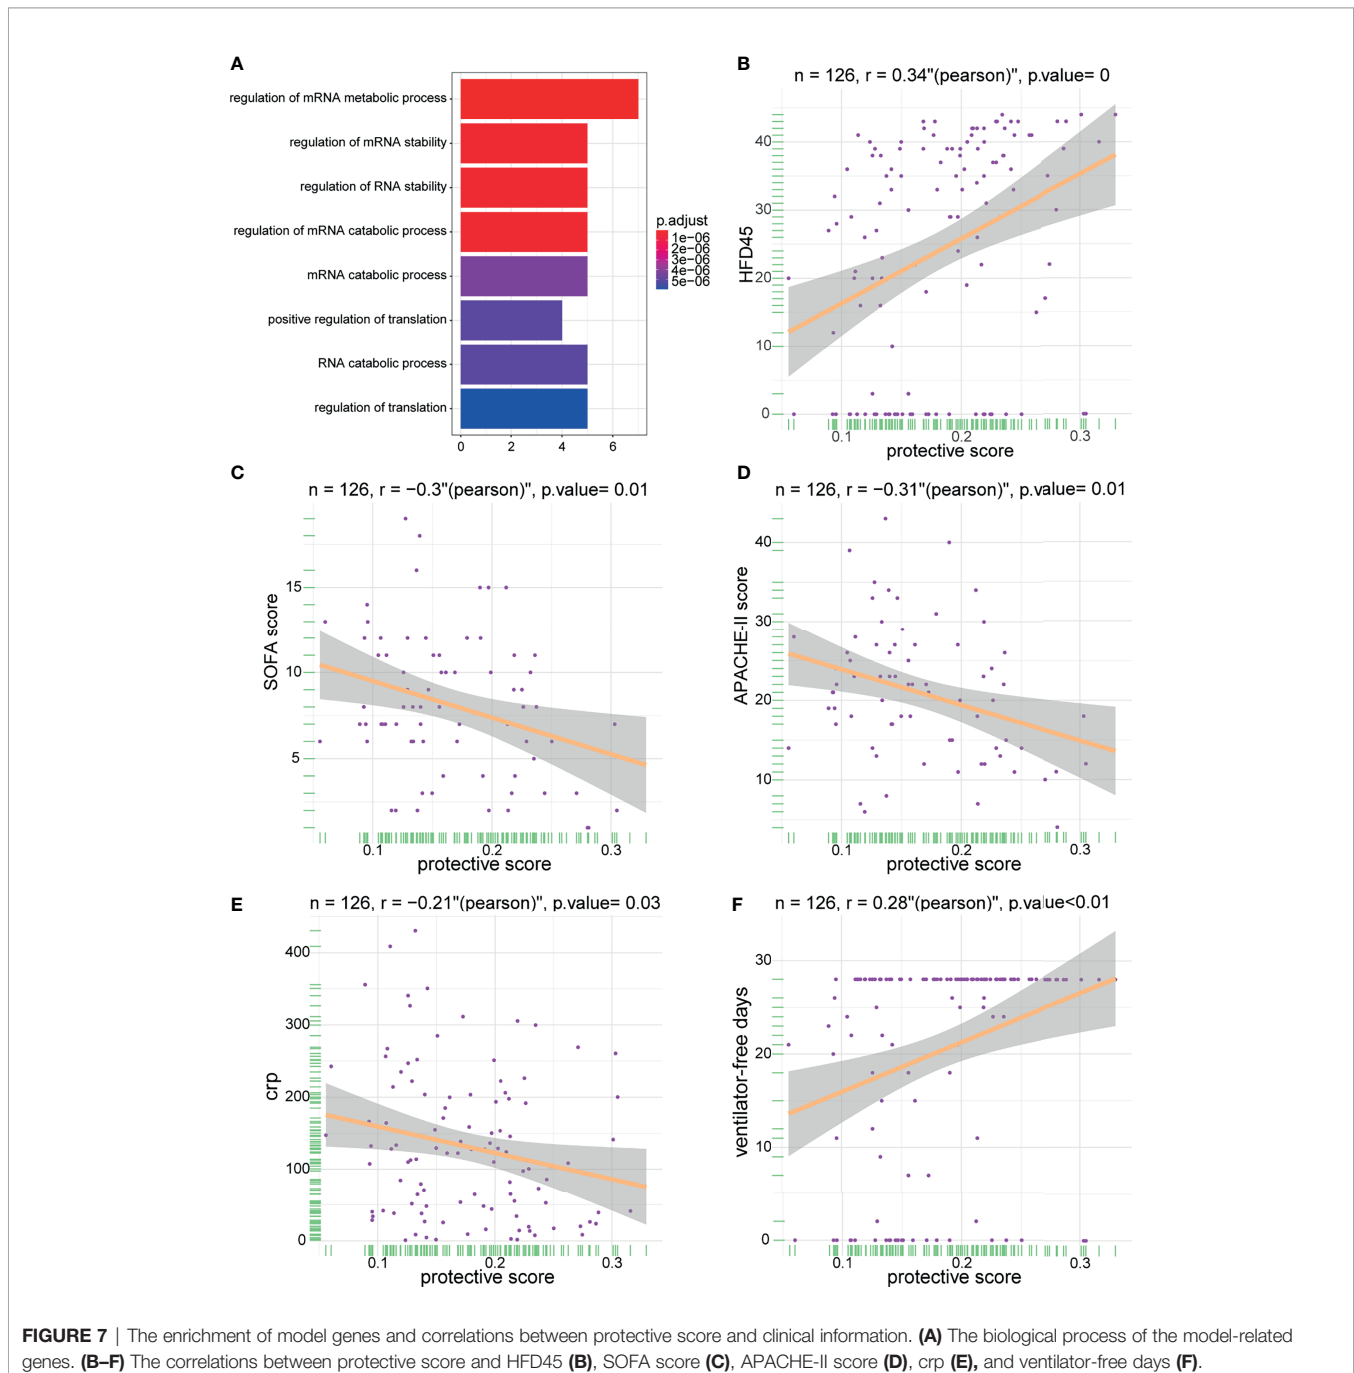 A
regulation of mRNA metabolic process
regulation of mRNA stability
regulation of RNA stability
regulation of mRNA catabolic process
mRNA catabolic process
positive regulation of translation
RNA catabolic process
regulation of translation
0 2 4 6
p.adjust
1e−06
2e−06
3e−06
4e−06
5e−06
B
n = 126, r = 0.34"(pearson)", p.value= 0
HFD45
40
30
20
10
0
0.1 0.2 0.3
protective score
C
n = 126, r = −0.3"(pearson)", p.value= 0.01
SOFA score
15
10
5
0.1 0.2 0.3
protective score
D
n = 126, r = −0.31"(pearson)", p.value= 0.01
APACHE-II score
40
30
20
10
0.1 0.2 0.3
protective score
E
n = 126, r = −0.21"(pearson)", p.value= 0.03
crp
400
300
200
100
0
0.1 0.2 0.3
protective score
F
n = 126, r = 0.28"(pearson)", p.value<0.01
ventilator-free days
30
20
10
0
0.1 0.2 0.3
protective score
FIGURE 7 | The enrichment of model genes and correlations between protective score and clinical information. (A) The biological process of the model-related
genes. (B–F) The correlations between protective score and HFD45 (B), SOFA score (C), APACHE-II score (D), crp (E), and ventilator-free days (F).